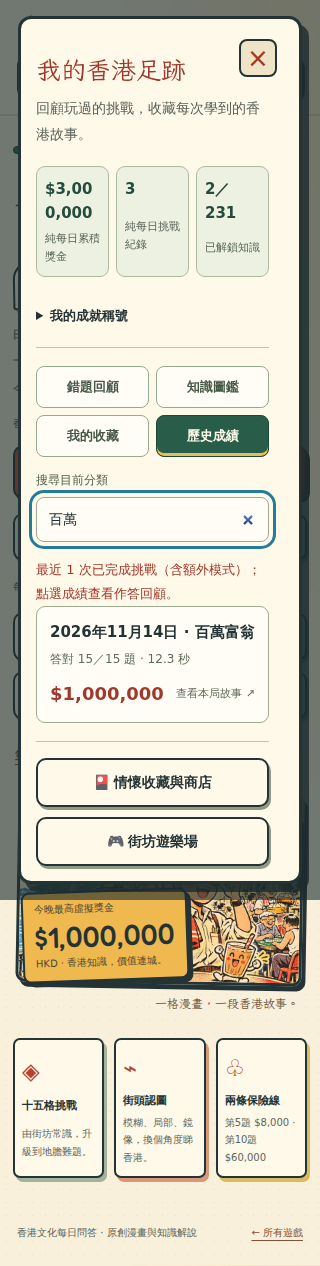 我的香港足跡
×
回顧玩過的挑戰，收藏每次學到的香
港故事。
$3,00
0,000
純每日累積
獎金
3
純每日挑戰
紀錄
2／
231
已解鎖知識
▶ 我的成就稱號
錯題回顧
知識圖鑑
我的收藏
歷史成績
搜尋目前分類
百萬
×
最近 1 次已完成挑戰（含額外模式）；
點選成績查看作答回顧。
2026年11月14日 · 百萬富翁
答對 15／15 題 · 12.3 秒
$1,000,000
查看本局故事 ↗
🎴 情懷收藏與商店
🎮 街坊遊樂場
今晚最高虛擬獎金
$1,000,000
HKD · 香港知識，價值連城。
一格漫畫，一段香港故事。
十五格挑戰
由街坊常識，升
級到地膽難題。
街頭認圖
模糊、局部、鏡
像，換個角度睇
香港。
兩條保險線
第5題 $8,000 ·
第10題
$60,000
香港文化每日問答 · 原創漫畫與知識解說
← 所有遊戲